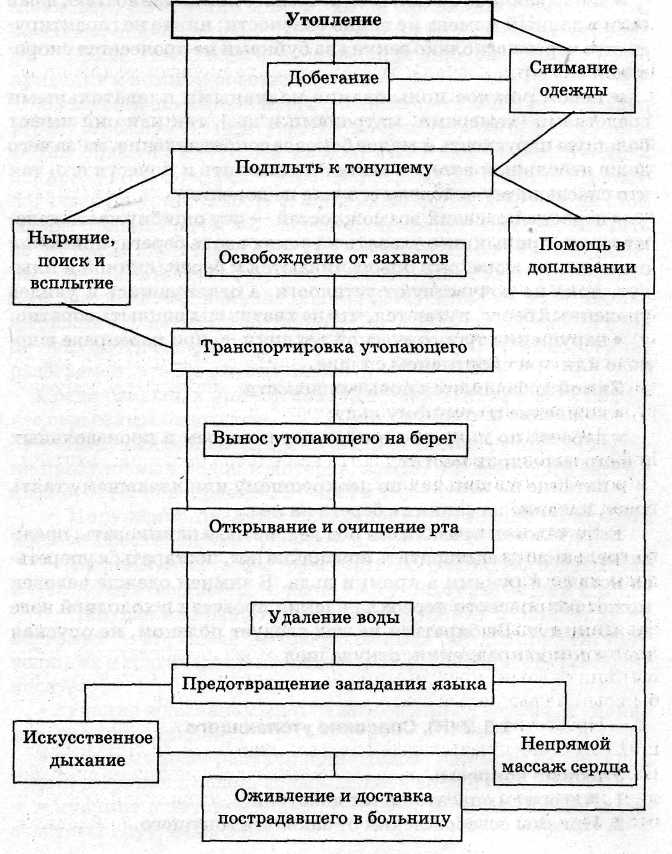 Утопление
Добегание
Снимание
одежды
Подплыть к тонущему
Ныряние,
поиск и
всплытие
Освобождение от захватов
Помощь в
доплывании
Транспортировка утопающего
Вынос утопающего на берег
Открывание и очищение рта
Удаление воды
Предотвращение западания языка
Искусственное
дыхание
Непрямой
массаж сердца
Оживление и доставка
пострадавшего в больницу